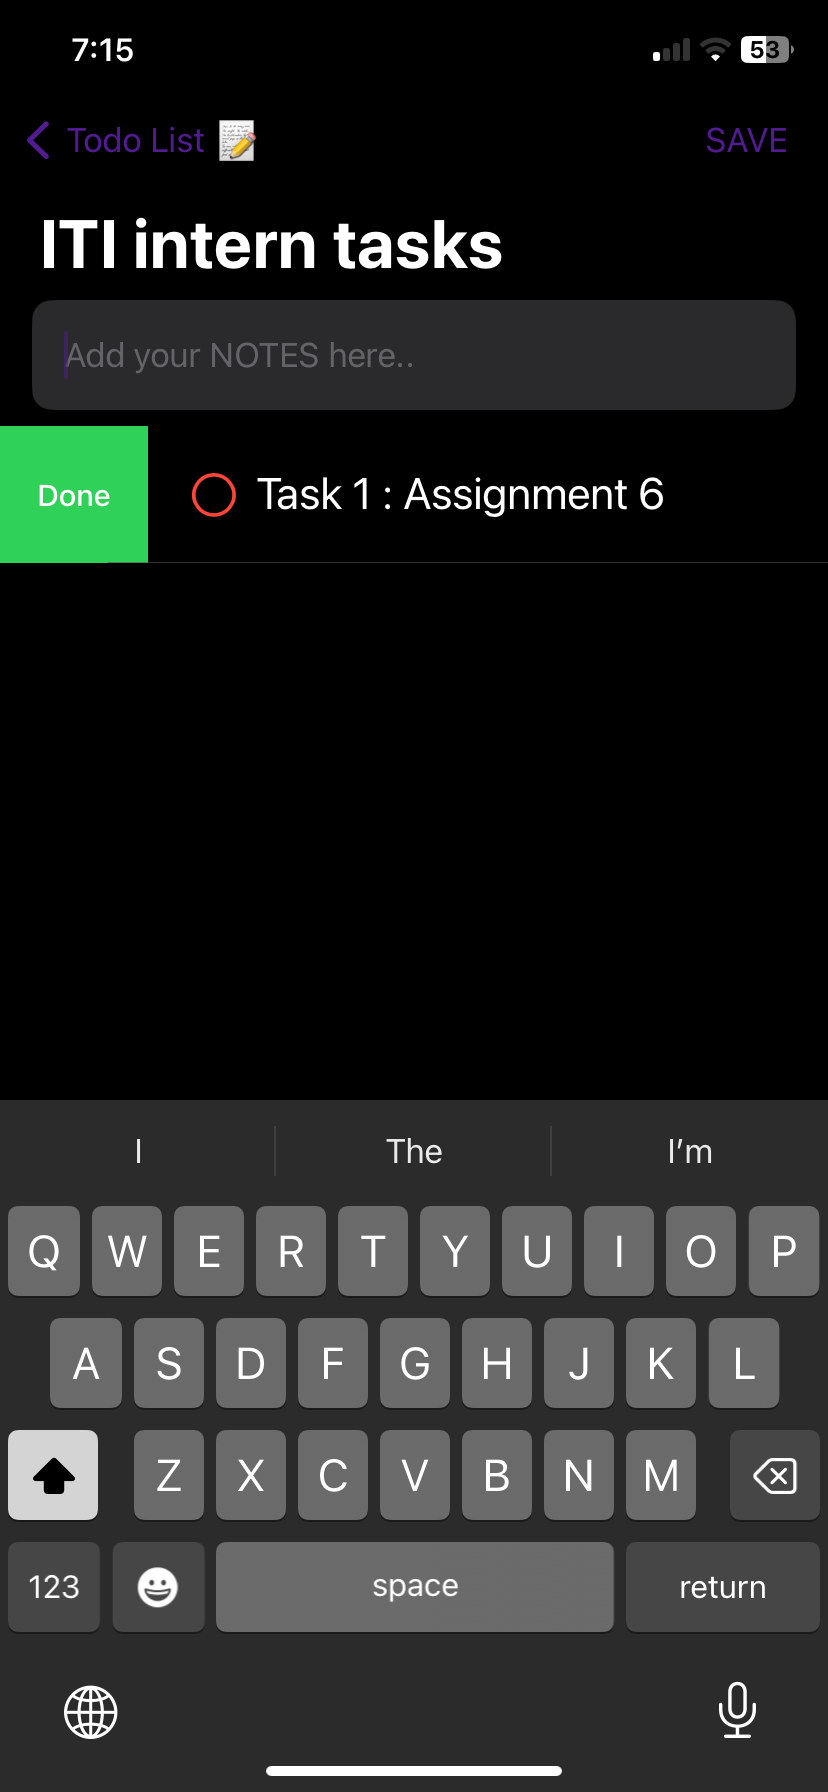 7:15
53
Todo List
SAVE
ITI intern tasks
Add your NOTES here..
Done
Task 1 : Assignment 6
I
The
I’m
Q W E R T Y U I O P
A S D F G H J K L
Z X C V B N M
123
space
return